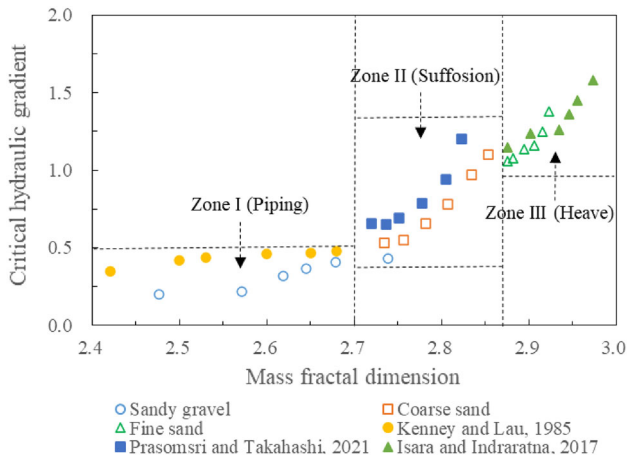 2.0
1.5
1.0
0.5
0.0
Critical hydraulic gradient
Zone II (Suffosion)
Zone I (Piping)
Zone III (Heave)
2.4 2.5 2.6 2.7 2.8 2.9 3.0
Mass fractal dimension
Sandy gravel Coarse sand
Fine sand Kenney and Lau, 1985
Prasomsri and Takahashi, 2021 Isara and Indraratna, 2017